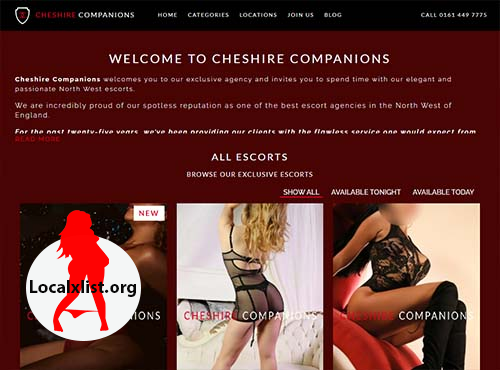 CHESHIRE COMPANIONS
HOME CATEGORIES LOCATIONS JOIN US BLOG
CALL 0161 449 7775
WELCOME TO CHESHIRE COMPANIONS
Cheshire Companions welcomes you to our exclusive agency and invites you to spend time with our elegant and
passionate North West escorts.
We are incredibly proud of our spotless reputation as one of the best escort agencies in the North West of
England.
For the past twenty-five years, we've been providing our clients with the flawless service one would expect from
READ MORE
ALL ESCORTS
BROWSE OUR EXCLUSIVE ESCORTS
SHOW ALL AVAILABLE TONIGHT AVAILABLE TODAY
NEW
Localxlist.org
CHESHIRE COMPANIONS
CHESHIRE COMPANIONS
CHESHIRE COMPANIONS